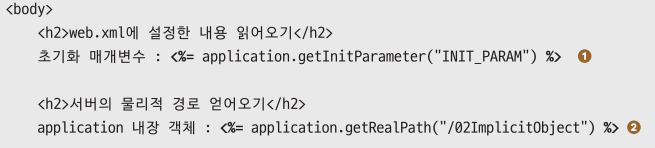 <body>
<h2>web.xml에 설정한 내용 읽어오기</h2>
초기화 매개변수 : <%= application.getInitParameter("INIT_PARAM") %> ❶
<h2>서버의 물리적 경로 얻어오기</h2>
application 내장 객체 : <%= application.getRealPath("/02ImplicitObject") %> ❷